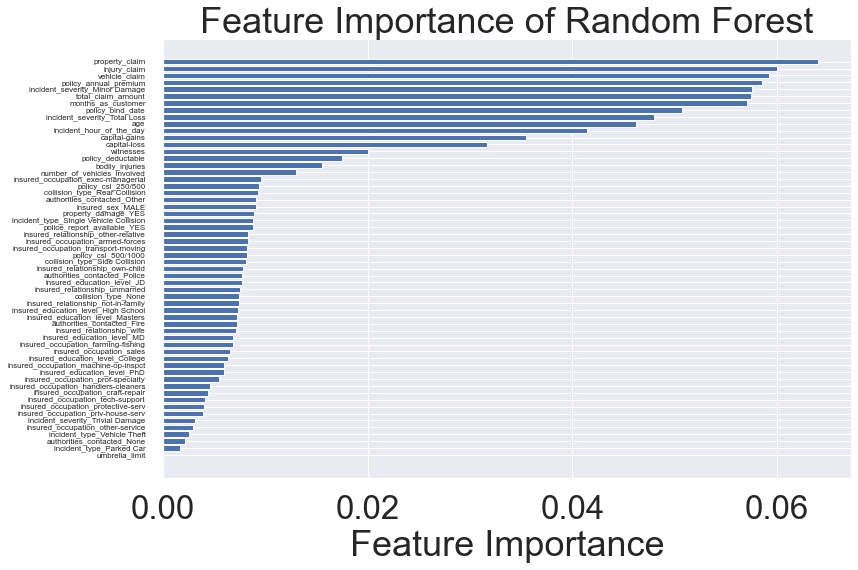 Feature Importance of Random Forest
property_claim
injury_claim
vehicle_claim
policy_annual_premium
incident_severity_Minor Damage
total_claim_amount
months_as_customer
policy_bind_date
incident_severity_Total Loss
age
incident_hour_of_the_day
capital-gains
capital-loss
witnesses
policy_deductable
bodily_injuries
number_of_vehicles_involved
insured_occupation_exec-managerial
policy_csl_250/500
collision_type_Rear Collision
authorities_contacted_Other
insured_sex_MALE
property_damage_YES
incident_type_Single Vehicle Collision
police_report_available_YES
insured_relationship_other-relative
insured_occupation_armed-forces
insured_occupation_transport-moving
policy_csl_500/1000
collision_type_Side Collision
insured_relationship_own-child
authorities_contacted_Police
insured_education_level_JD
insured_relationship_unmarried
collision_type_None
insured_relationship_not-in-family
insured_education_level_High School
insured_education_level_Masters
authorities_contacted_Fire
insured_relationship_wife
insured_education_level_MD
insured_occupation_farming-fishing
insured_occupation_sales
insured_education_level_College
insured_occupation_machine-op-inspct
insured_education_level_PhD
insured_occupation_prof-specialty
insured_occupation_handlers-cleaners
insured_occupation_craft-repair
insured_occupation_tech-support
insured_occupation_protective-serv
insured_occupation_priv-house-serv
incident_severity_Trivial Damage
insured_occupation_other-service
incident_type_Vehicle Theft
authorities_contacted_None
incident_type_Parked Car
umbrella_limit
0.00 0.02 0.04 0.06
Feature Importance